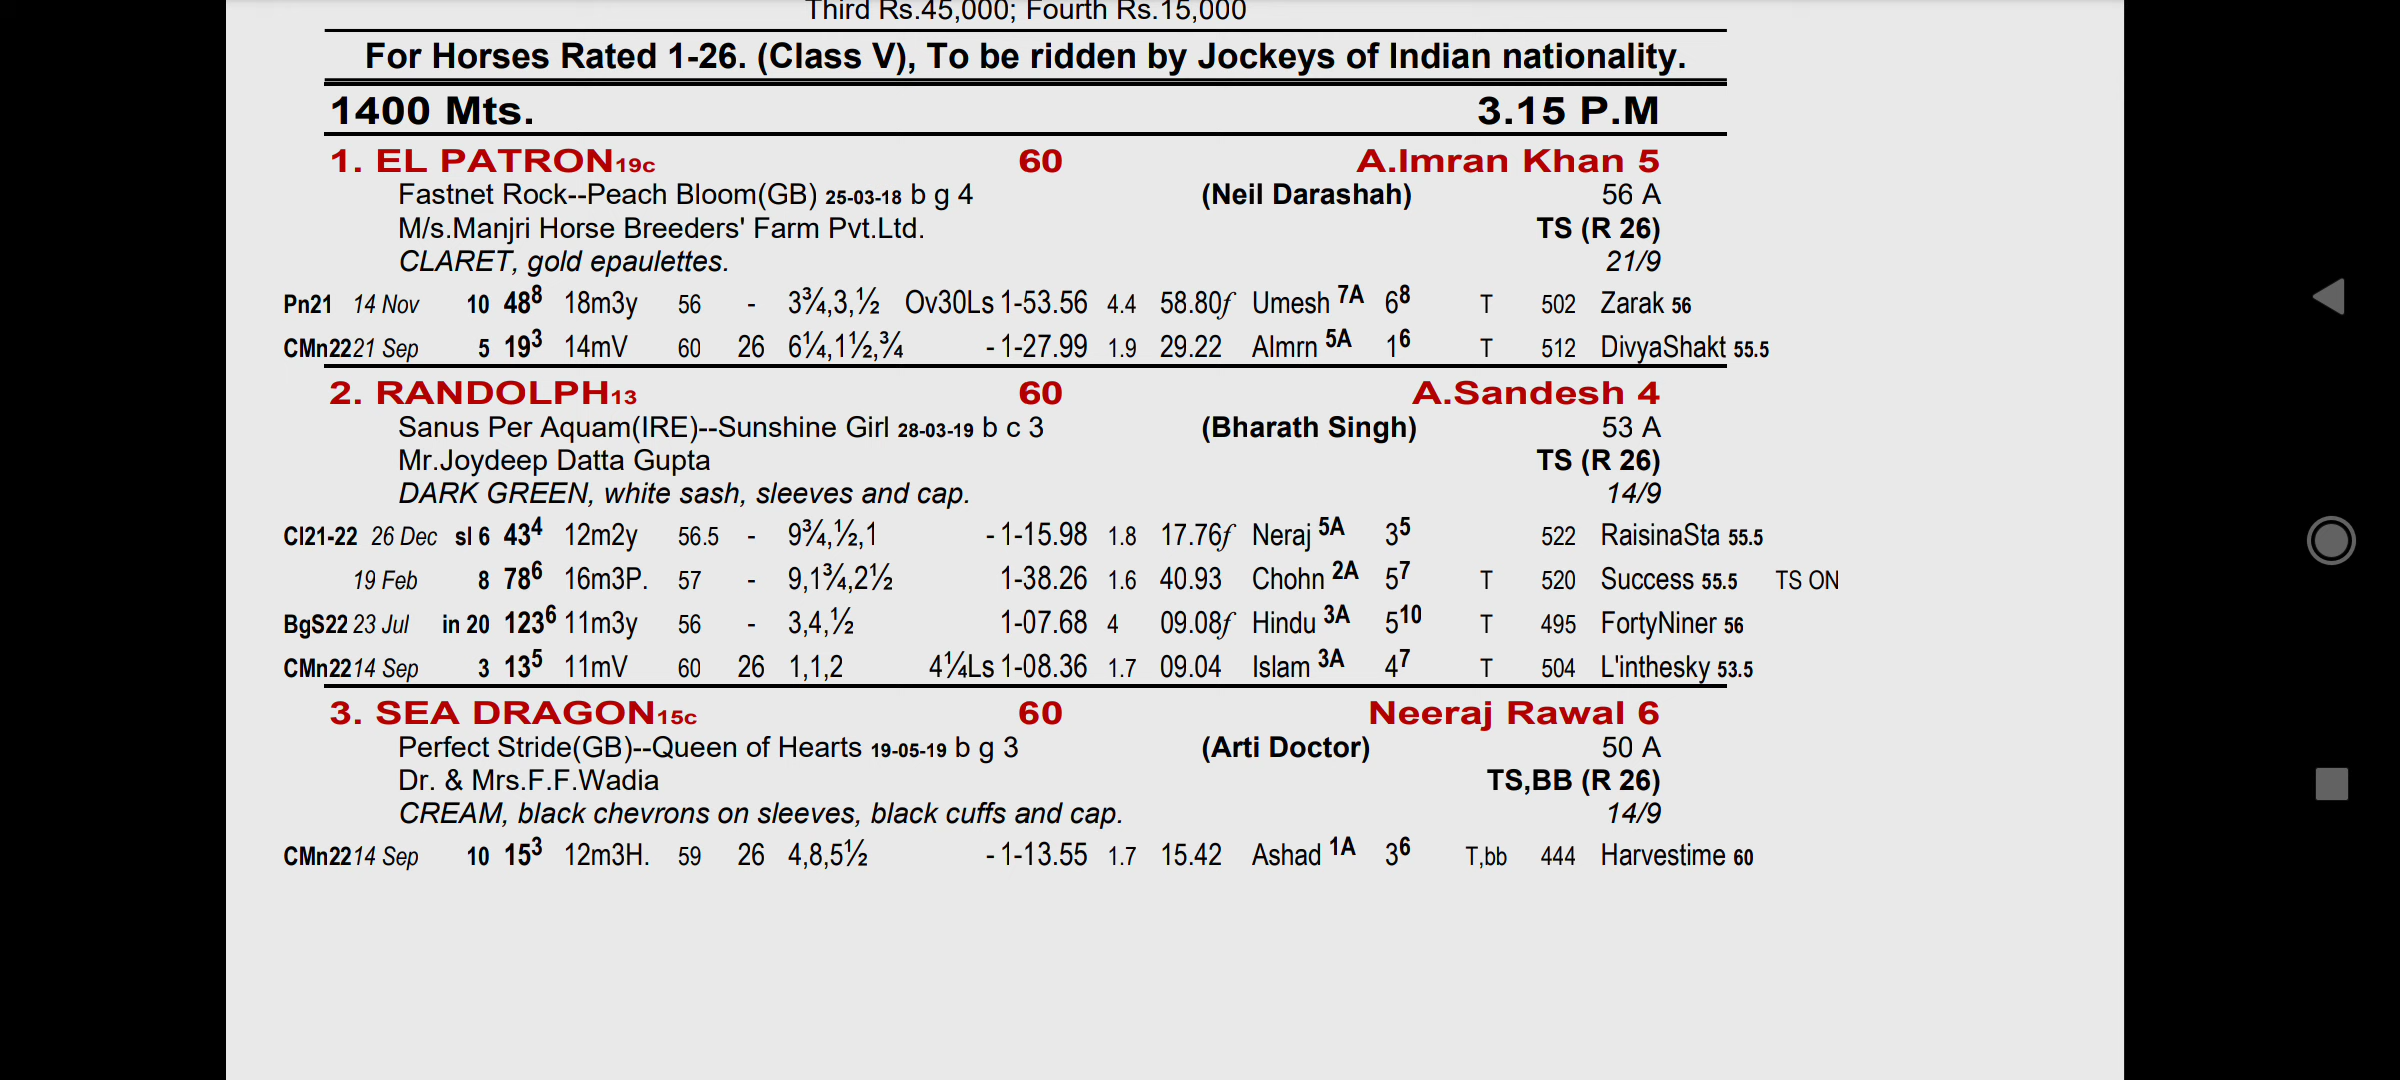 Third Rs.45,000; Fourth Rs.15,000
For Horses Rated 1-26. (Class V), To be ridden by Jockeys of Indian nationality.
1400 Mts. 3.15 P.M
1. EL PATRON19c 60 A.Imran Khan 5
Fastnet Rock--Peach Bloom(GB) 25-03-18 b g 4 (Neil Darashah) 56 A
M/s.Manjri Horse Breeders' Farm Pvt.Ltd. TS (R 26)
CLARET, gold epaulettes. 21/9
Pn21 14 Nov 10 48⁸ 18m3y 56 - 3¾,3,½ Ov30Ls 1-53.56 4.4 58.80f Umesh 7A 6⁸ T 502 Zarak 56
CMn22 21 Sep 5 19³ 14mV 60 26 6¼,1½,¾ - 1-27.99 1.9 29.22 Almrn 5A 1⁶ T 512 DivyaShakt 55.5
2. RANDOLPH13 60 A.Sandesh 4
Sanus Per Aquam(IRE)--Sunshine Girl 28-03-19 b c 3 (Bharath Singh) 53 A
Mr.Joydeep Datta Gupta TS (R 26)
DARK GREEN, white sash, sleeves and cap. 14/9
Cl21-22 26 Dec sl 6 43⁴ 12m2y 56.5 - 9¾,½,1 - 1-15.98 1.8 17.76f Neraj 5A 3⁵ 522 RaisinaSta 55.5
19 Feb 8 78⁶ 16m3P. 57 - 9,1¾,2½ 1-38.26 1.6 40.93 Chohn 2A 5⁷ T 520 Success 55.5 TS ON
BgS22 23 Jul in 20 123⁶ 11m3y 56 - 3,4,½ 1-07.68 4 09.08f Hindu 3A 5¹⁰ T 495 FortyNiner 56
CMn22 14 Sep 3 13⁵ 11mV 60 26 1,1,2 4¼Ls 1-08.36 1.7 09.04 Islam 3A 4⁷ T 504 L'inthesky 53.5
3. SEA DRAGON15c 60 Neeraj Rawal 6
Perfect Stride(GB)--Queen of Hearts 19-05-19 b g 3 (Arti Doctor) 50 A
Dr. & Mrs.F.F.Wadia TS,BB (R 26)
CREAM, black chevrons on sleeves, black cuffs and cap. 14/9
CMn22 14 Sep 10 15³ 12m3H. 59 26 4,8,5½ - 1-13.55 1.7 15.42 Ashad 1A 3⁶ T,bb 444 Harvestime 60